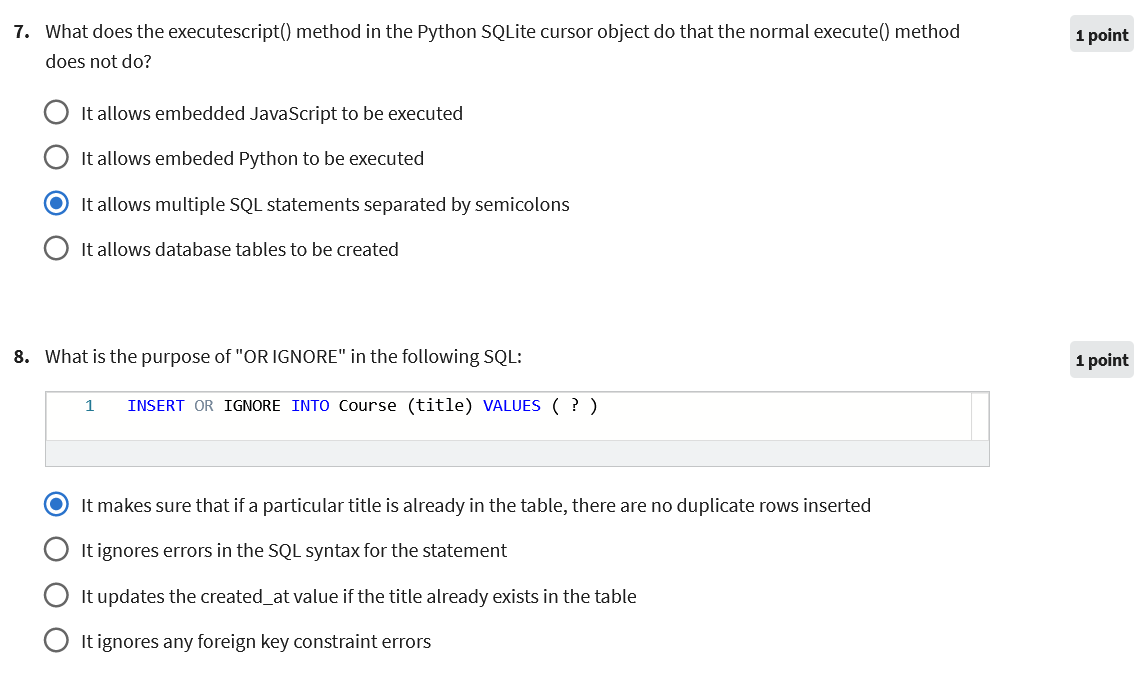 7. What does the executescript() method in the Python SQLite cursor object do that the normal execute() method
1 point
does not do?
It allows embedded JavaScript to be executed
It allows embeded Python to be executed
It allows multiple SQL statements separated by semicolons
It allows database tables to be created
8. What is the purpose of "OR IGNORE" in the following SQL:
1 point
1 INSERT OR IGNORE INTO Course (title) VALUES ( ? )
It makes sure that if a particular title is already in the table, there are no duplicate rows inserted
It ignores errors in the SQL syntax for the statement
It updates the created_at value if the title already exists in the table
It ignores any foreign key constraint errors